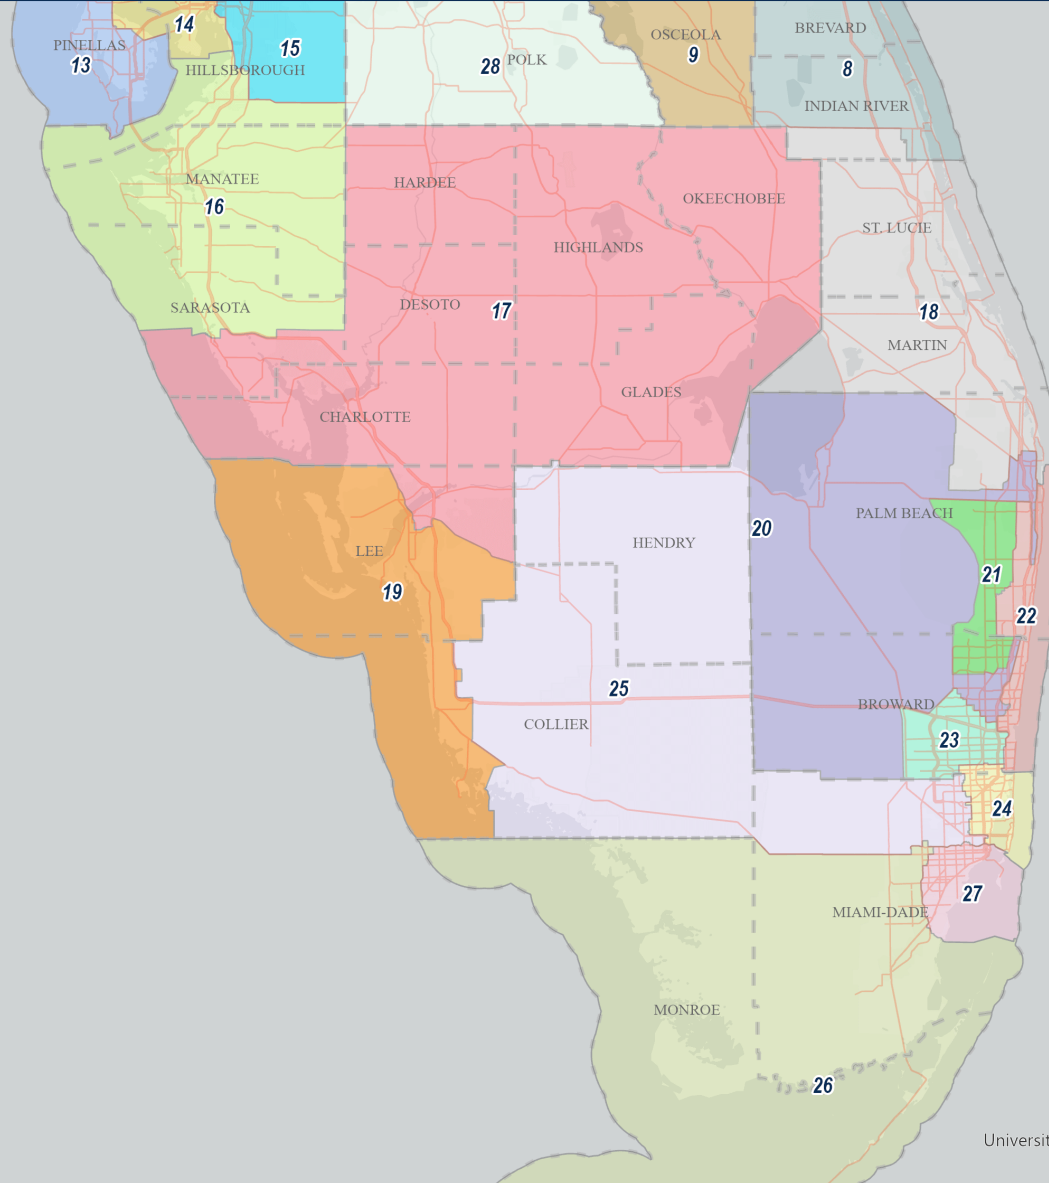 14
BREVARD
OSCEOLA
PINELLAS
15
9
POLK
28
13
8
HILLSBOROUGH
INDIAN RIVER
MANATEE
HARDEE
OKEECHOBEE
16
ST. LUCIE
HIGHLANDS
SARASOTA
DESOTO
17
18
MARTIN
GLADES
CHARLOTTE
PALM BEACH
20
HENDRY
LEE
21
19
22
25
BROWARD
COLLIER
23
24
27
MIAMI-DADE
MONROE
26
Universit